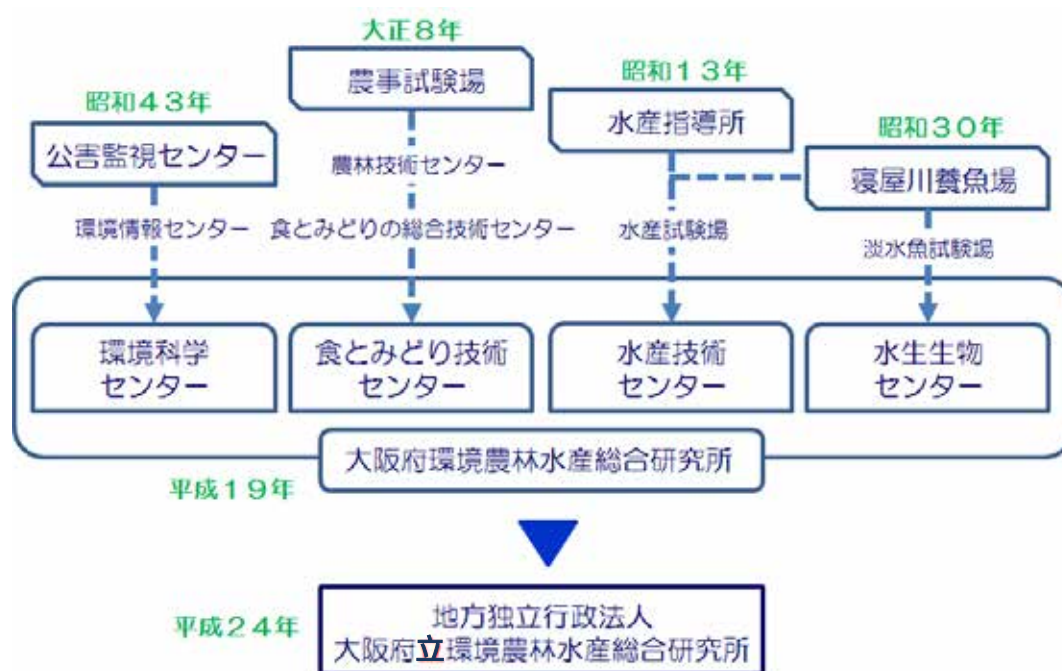 大正8年
農事試験場
昭和13年
水産指導所
昭和43年
公害監視センター
昭和30年
寝屋川養魚場
農林技術センター
環境情報センター
食とみどりの総合技術センター
水産試験場
淡水魚試験場
環境科学
センター
食とみどり技術
センター
水産技術
センター
水生生物
センター
大阪府環境農林水産総合研究所
平成19年
平成24年
地方独立行政法人
大阪府立環境農林水産総合研究所